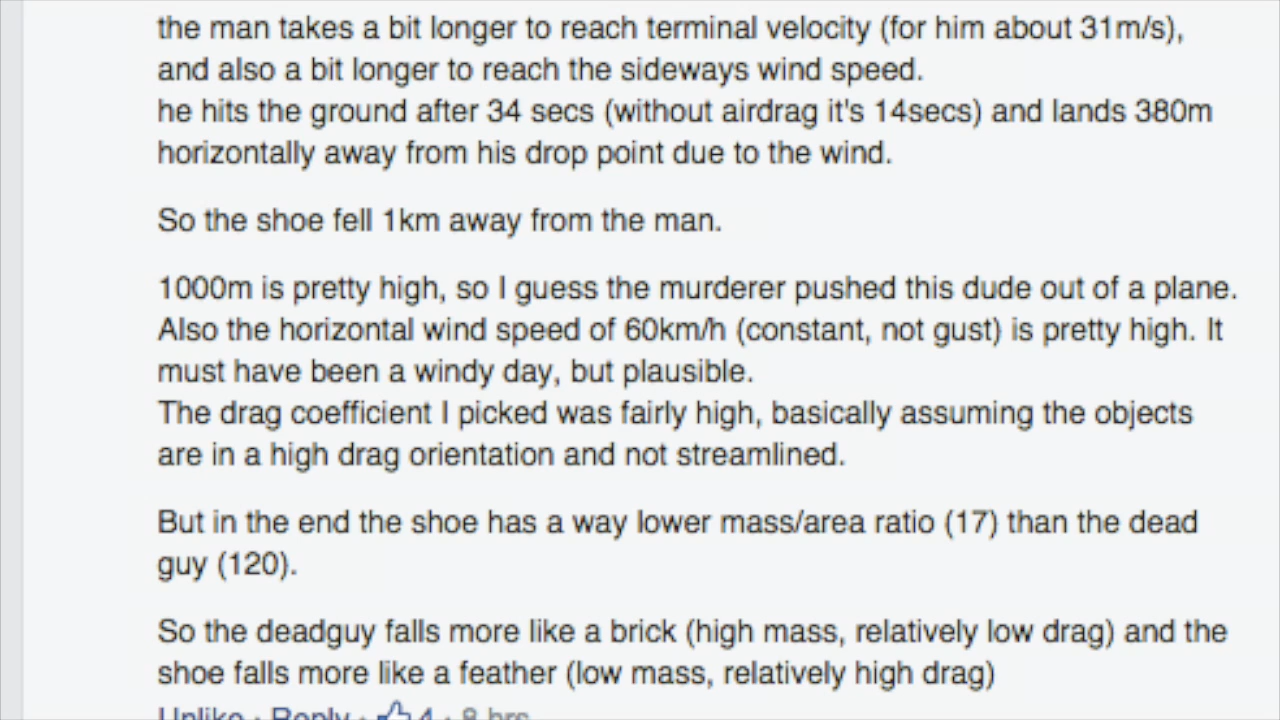 the man takes a bit longer to reach terminal velocity (for him about 31m/s),
and also a bit longer to reach the sideways wind speed.
he hits the ground after 34 secs (without airdrag it's 14secs) and lands 380m
horizontally away from his drop point due to the wind.
So the shoe fell 1km away from the man.
1000m is pretty high, so I guess the murderer pushed this dude out of a plane.
Also the horizontal wind speed of 60km/h (constant, not gust) is pretty high. It
must have been a windy day, but plausible.
The drag coefficient I picked was fairly high, basically assuming the objects
are in a high drag orientation and not streamlined.
But in the end the shoe has a way lower mass/area ratio (17) than the dead
guy (120).
So the deadguy falls more like a brick (high mass, relatively low drag) and the
shoe falls more like a feather (low mass, relatively high drag)
Unlike · Reply · 4 · 8 hrs